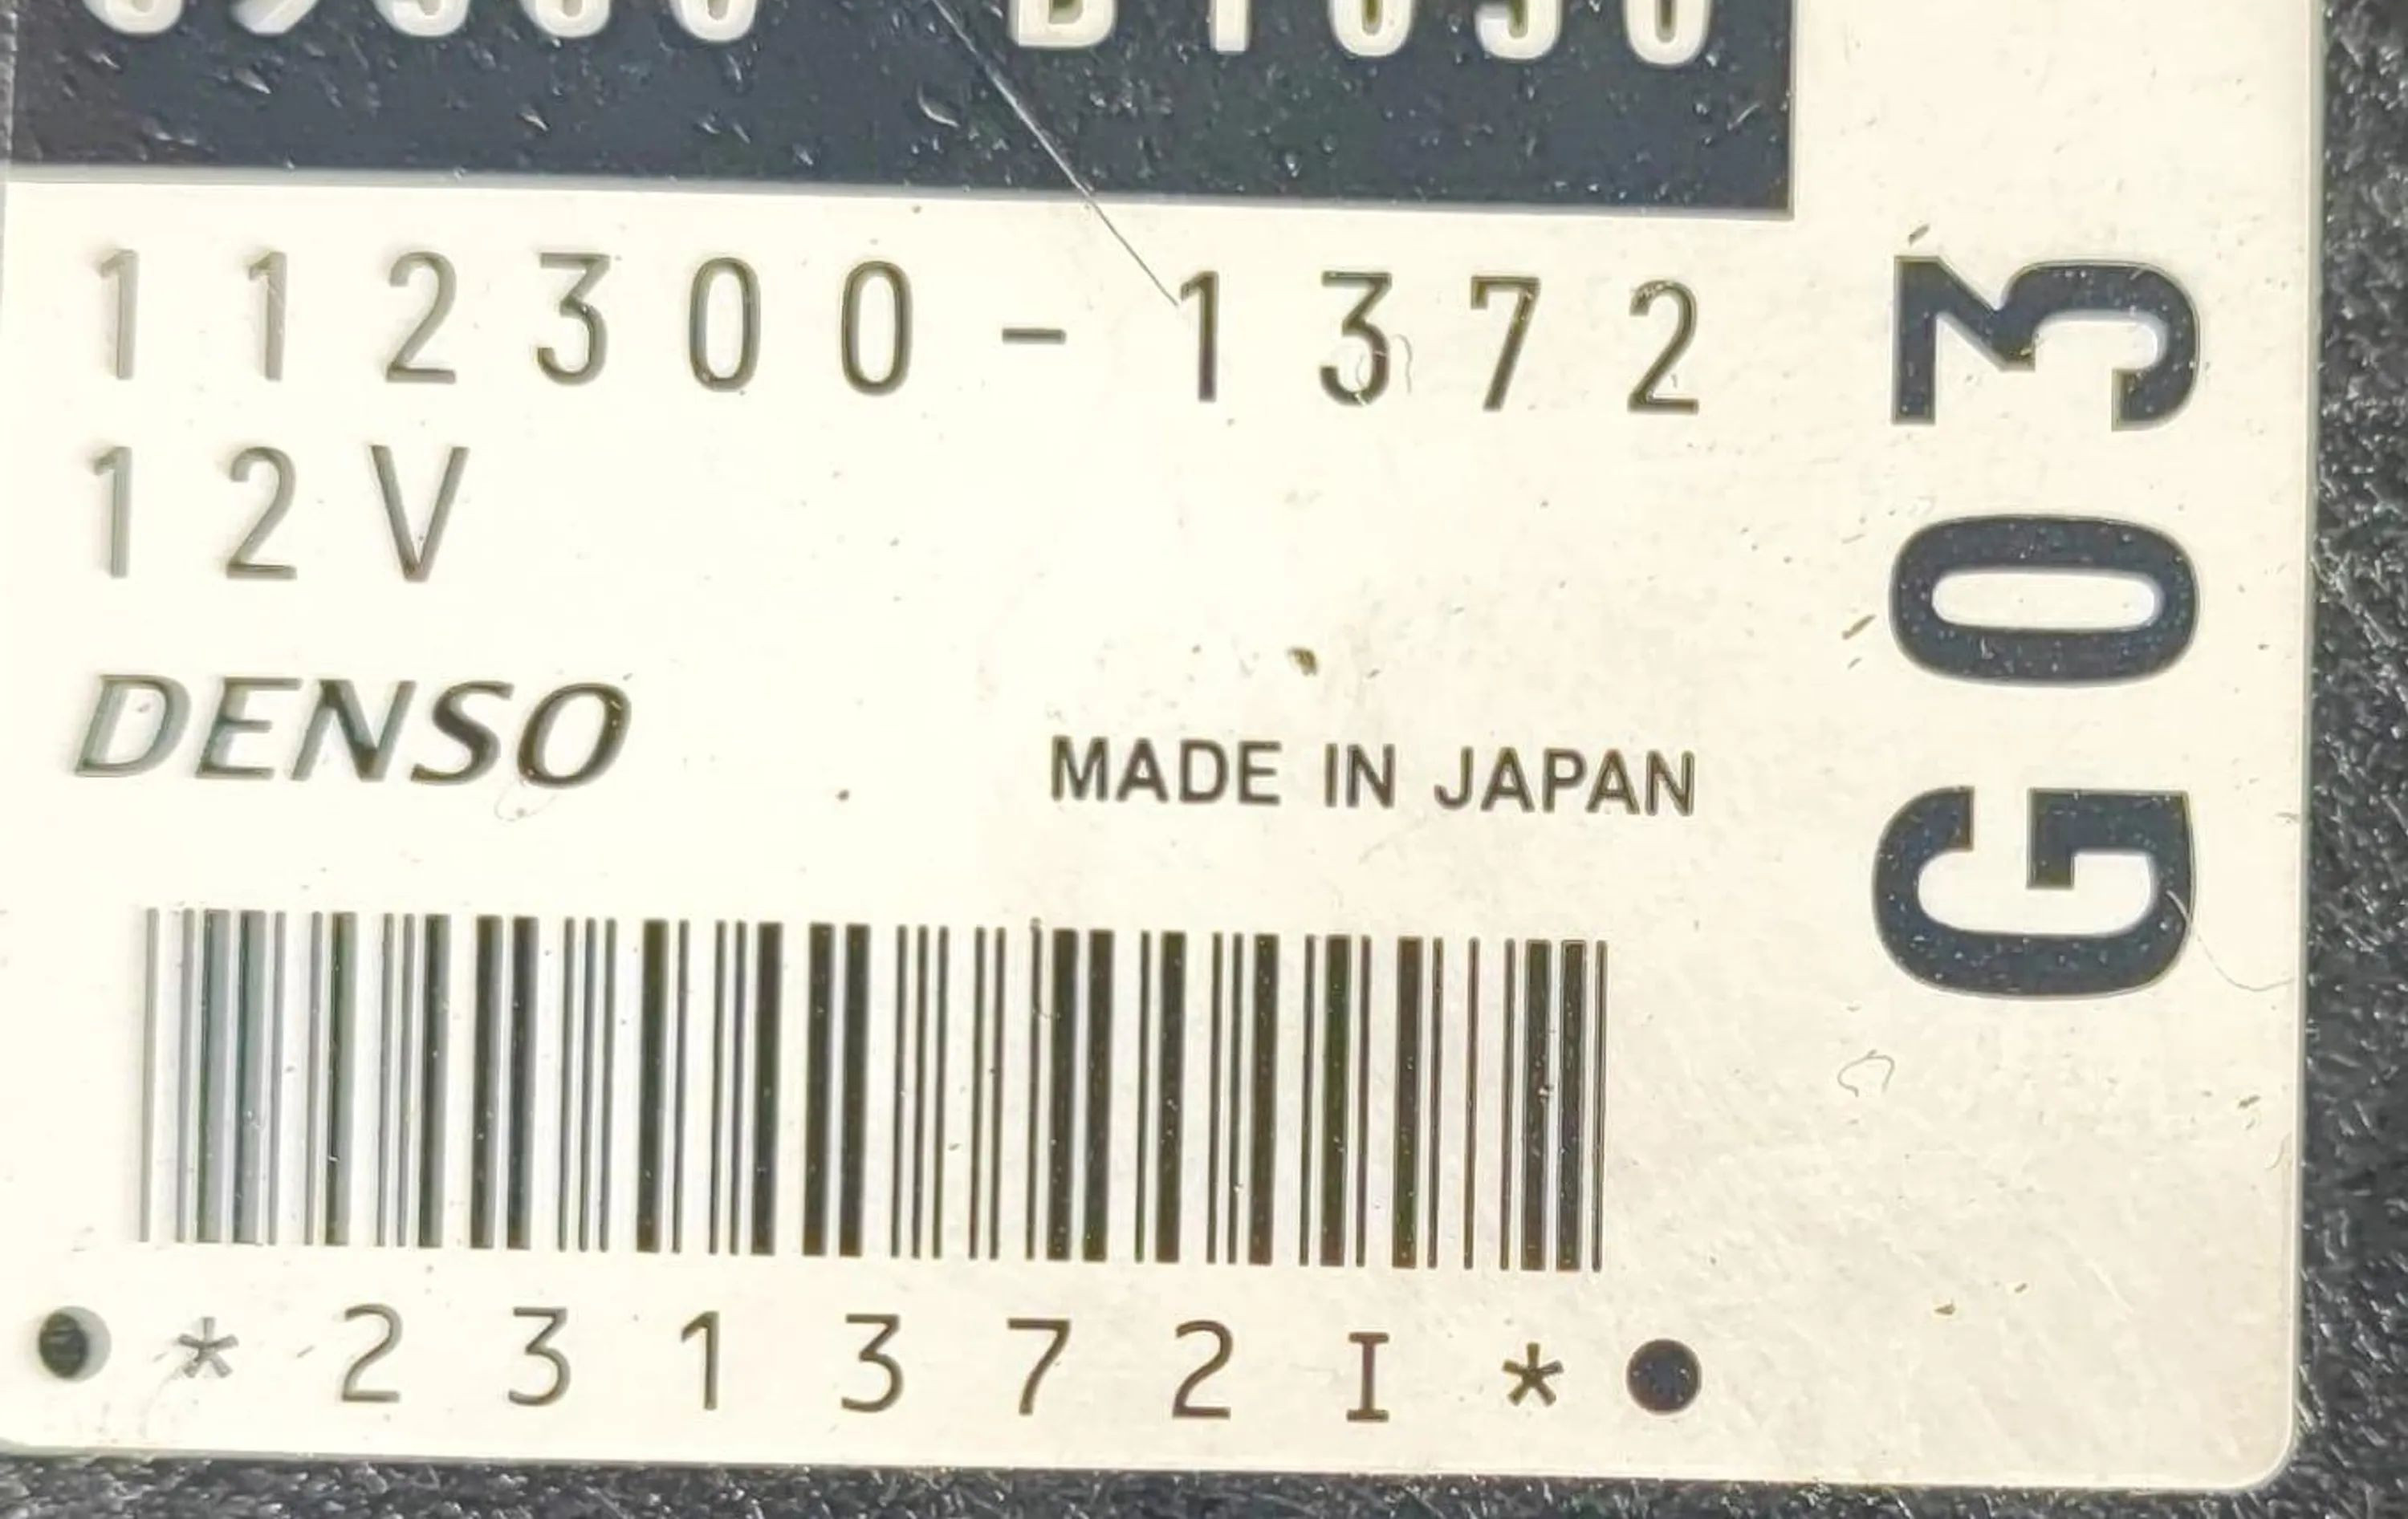 112300-1372
12V
DENSO
MADE IN JAPAN
*231372I*
G03